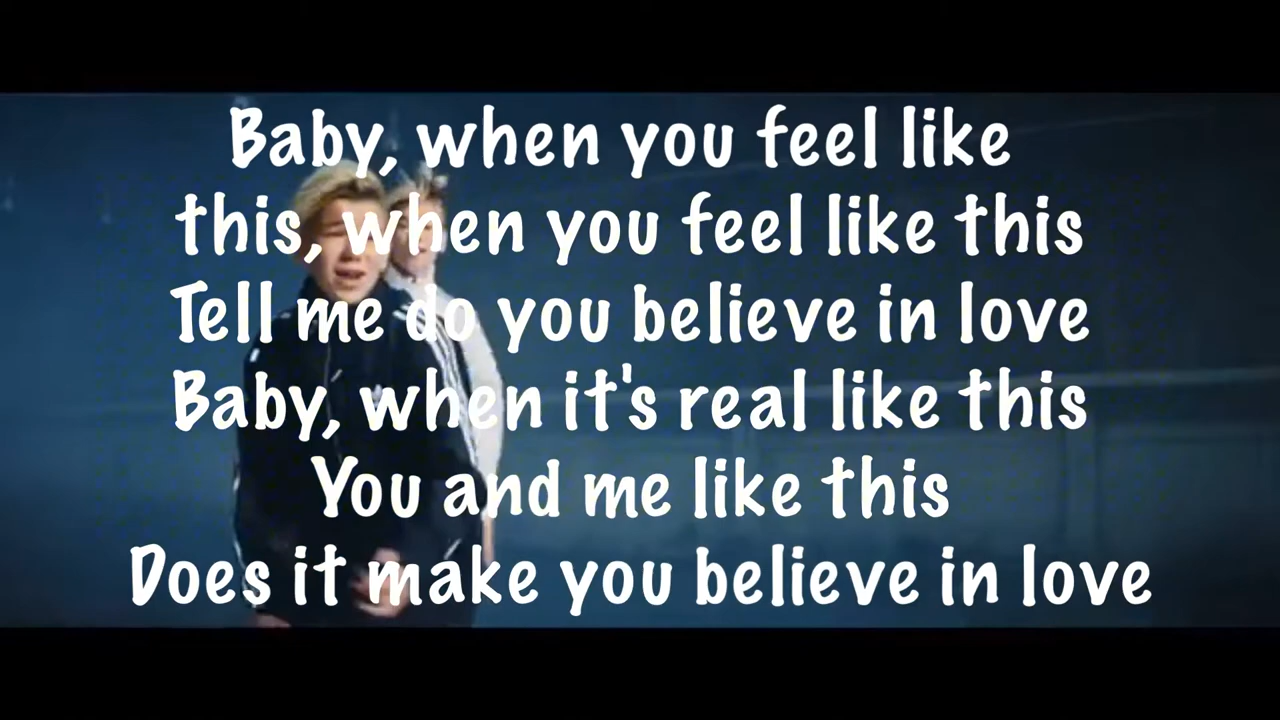 Baby, when you feel like
this, when you feel like this
Tell me do you believe in love
Baby, when it's real like this
You and me like this
Does it make you believe in love